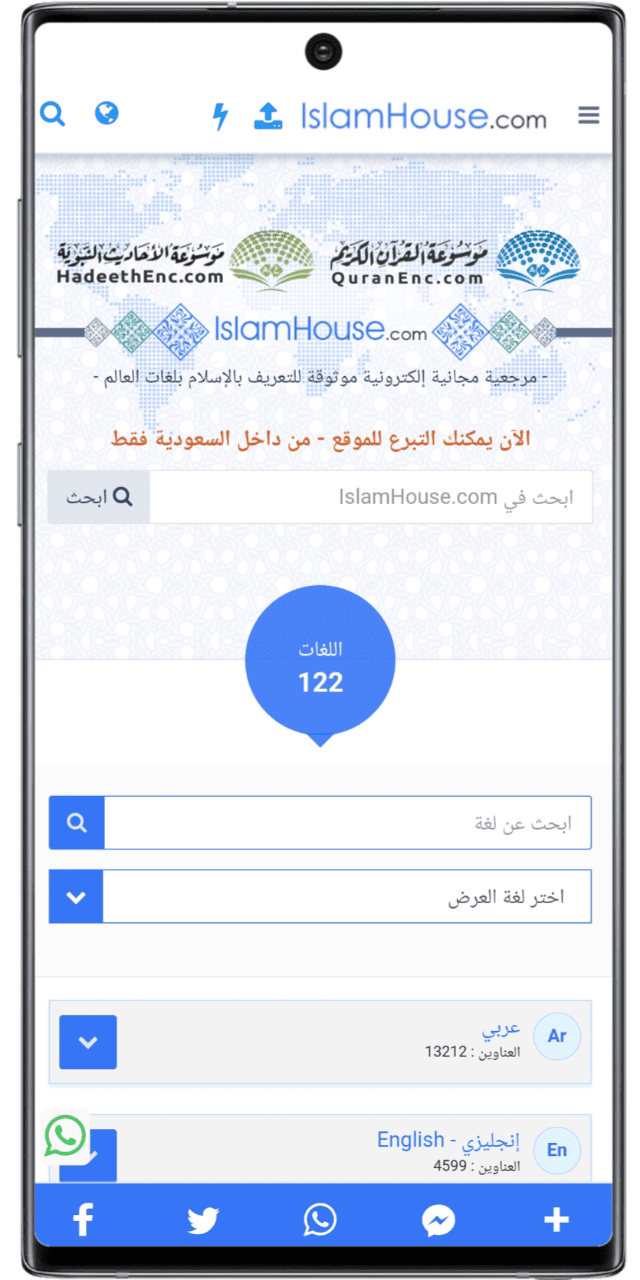 IslamHouse.com
موسوعة القرآن الكريم
QuranEnc.com
موسوعة الأحاديث النبوية
HadeethEnc.com
IslamHouse.com
- مرجعية مجانية إلكترونية موثوقة للتعريف بالإسلام بلغات العالم -
الآن يمكنك التبرع للموقع - من داخل السعودية فقط
ابحث في IslamHouse.com
ابحث
اللغات
122
ابحث عن لغة
اختر لغة العرض
Ar
عربي
العناوين : 13212
En
إنجليزي - English
العناوين : 4599